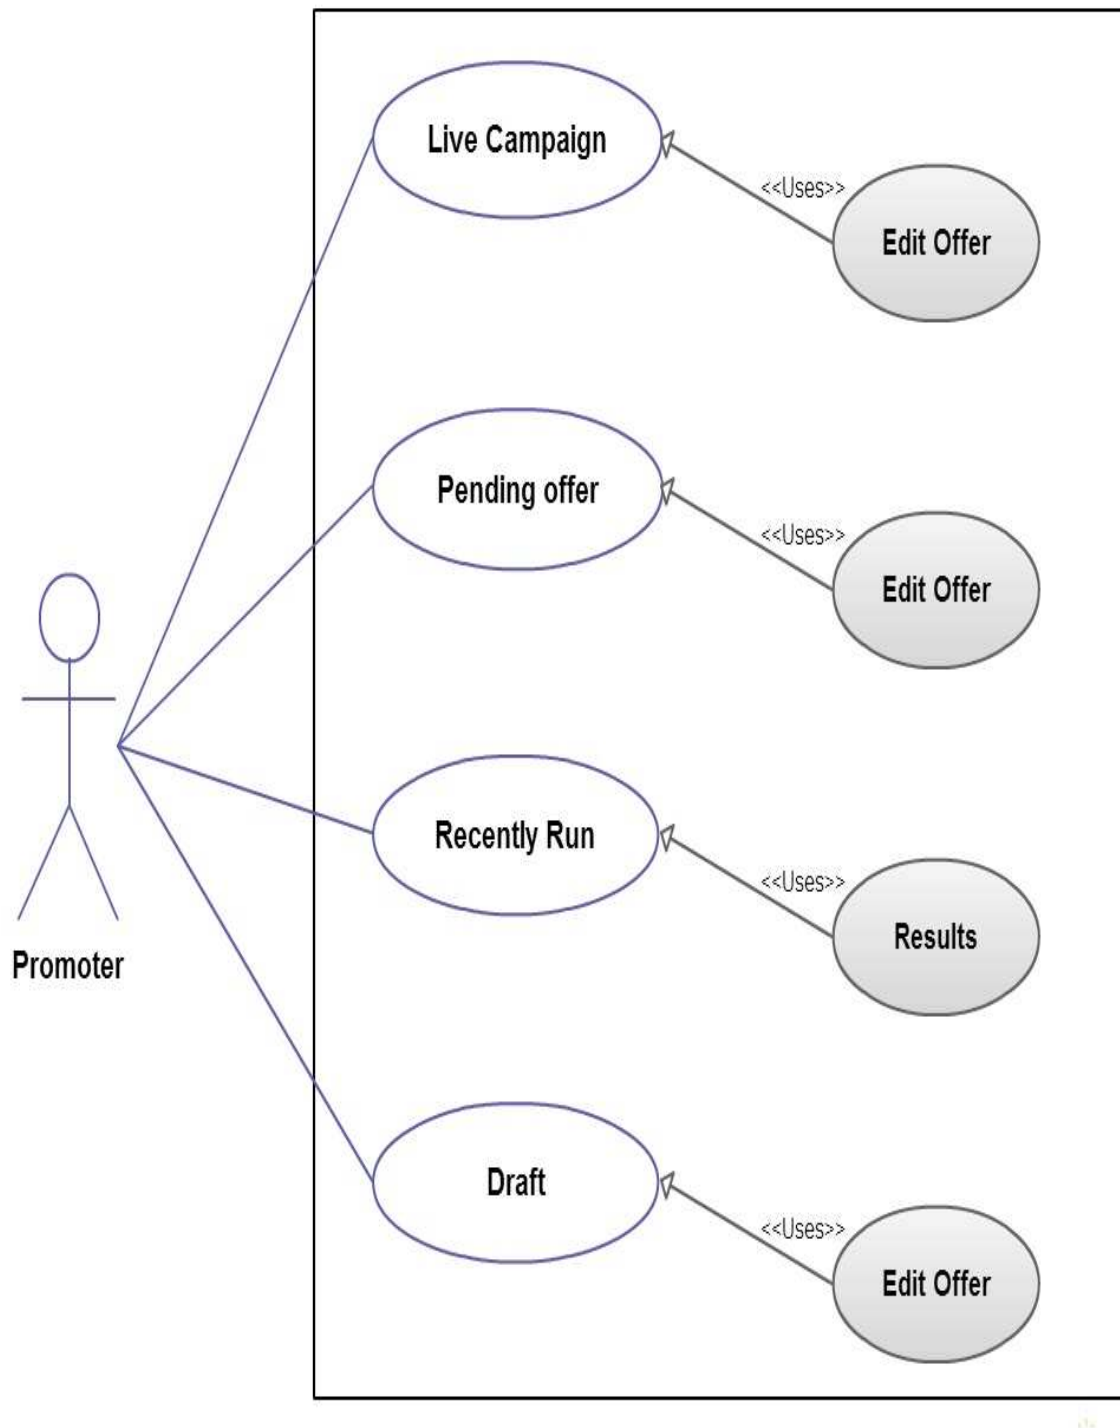 Live Campaign
<<Uses>>
Edit Offer
Pending offer
<<Uses>>
Edit Offer
Recently Run
<<Uses>>
Results
Promoter
Draft
<<Uses>>
Edit Offer